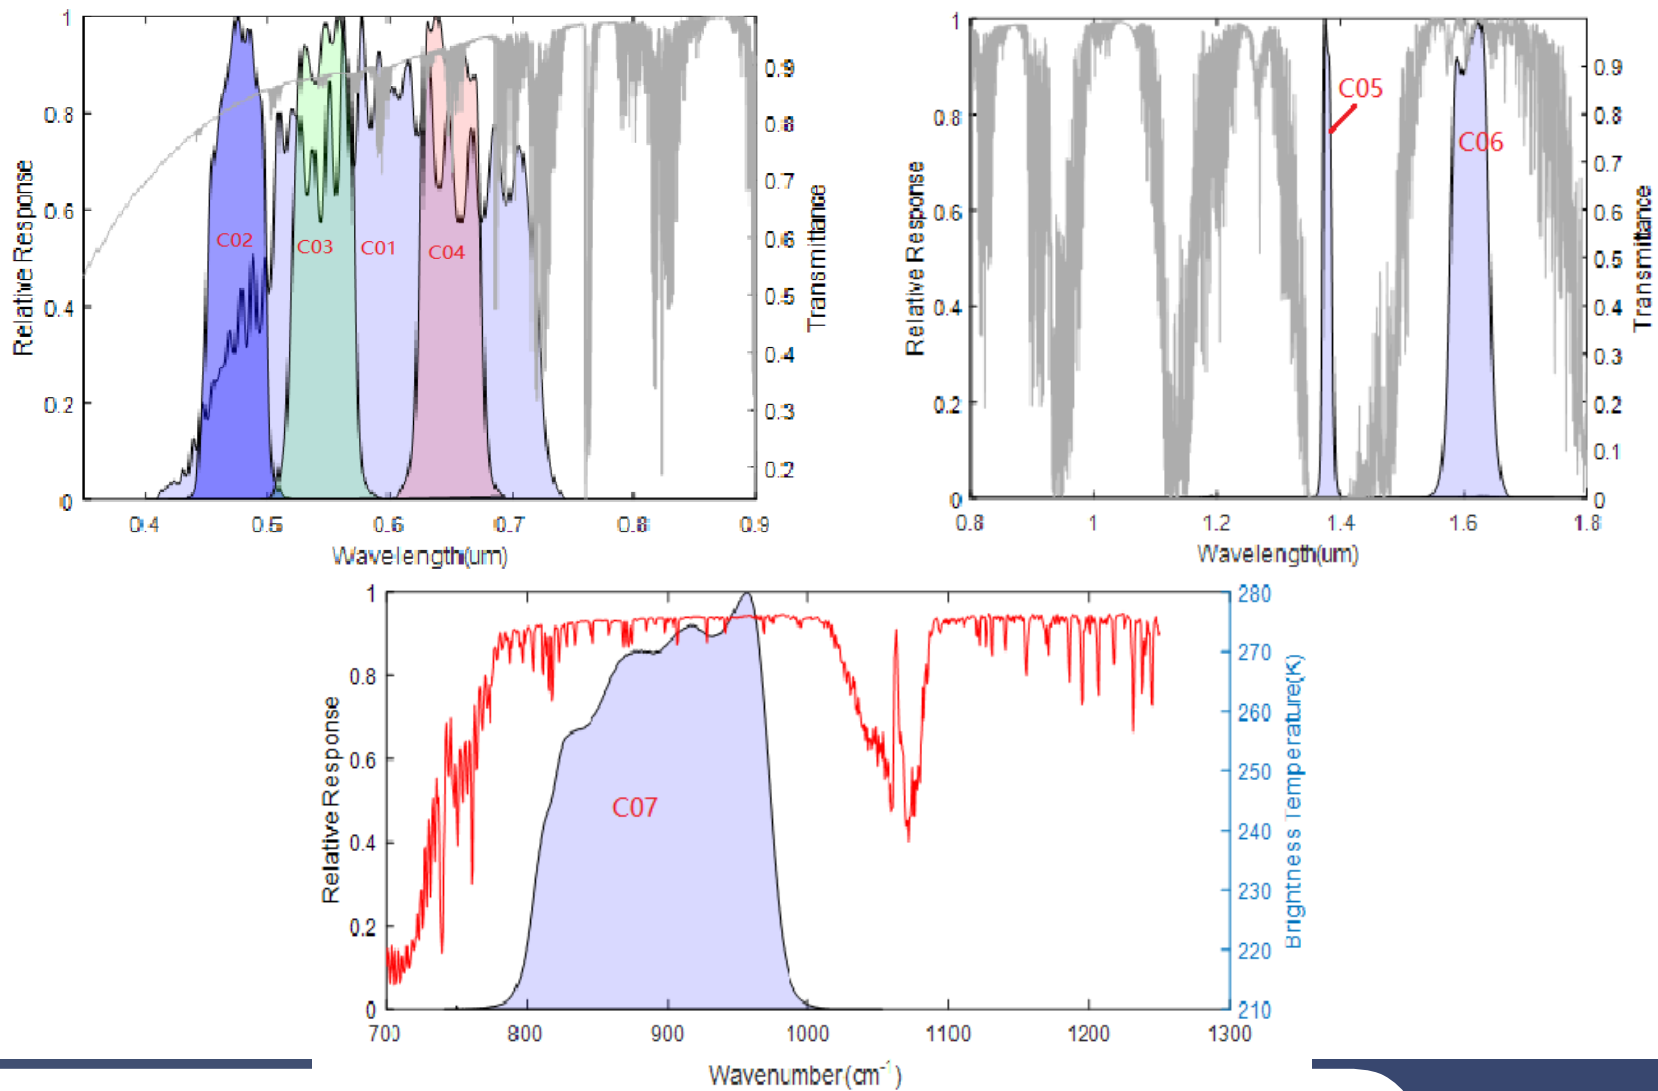 1
0.8
0.6
0.4
0.2
0
Relative Response
C02
C03
C01
C04
0.9
0.8
0.7
0.6
0.5
0.4
0.3
0.2
Transmittance
0.4 0.5 0.6 0.7 0.8 0.9
Wavelength(um)
1
0.8
0.6
0.4
0.2
0
Relative Response
C05
C06
0.9
0.8
0.7
0.6
0.5
0.4
0.3
0.2
0.1
0
Transmittance
0.8 1 1.2 1.4 1.6 1.8
Wavelength(um)
1
0.8
0.6
0.4
0.2
0
Relative Response
C07
280
270
260
250
240
230
220
210
Brightness Temperature(K)
700 800 900 1000 1100 1200 1300
Wavenumber (cm⁻¹)